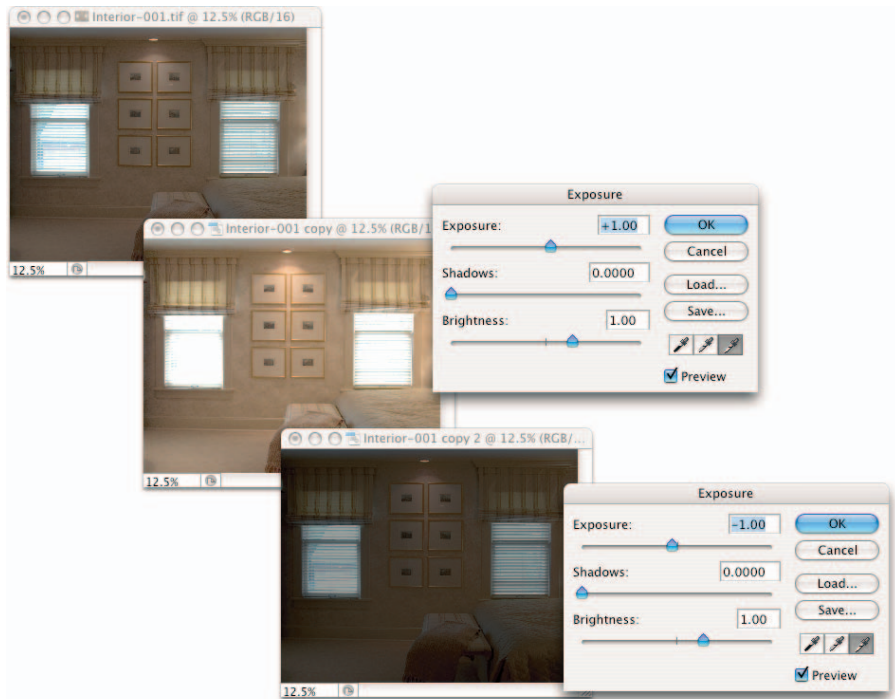 Interior-001.tif @ 12.5% (RGB/16)
12.5%
Interior-001 copy @ 12.5% (RGB/1
12.5%
Exposure
Exposure: +1.00 OK
Cancel
Shadows: 0.0000
Load...
Brightness: 1.00 Save...
Preview
Interior-001 copy 2 @ 12.5% (RGB/...
12.5%
Exposure
Exposure: -1.00 OK
Cancel
Shadows: 0.0000
Load...
Brightness: 1.00 Save...
Preview